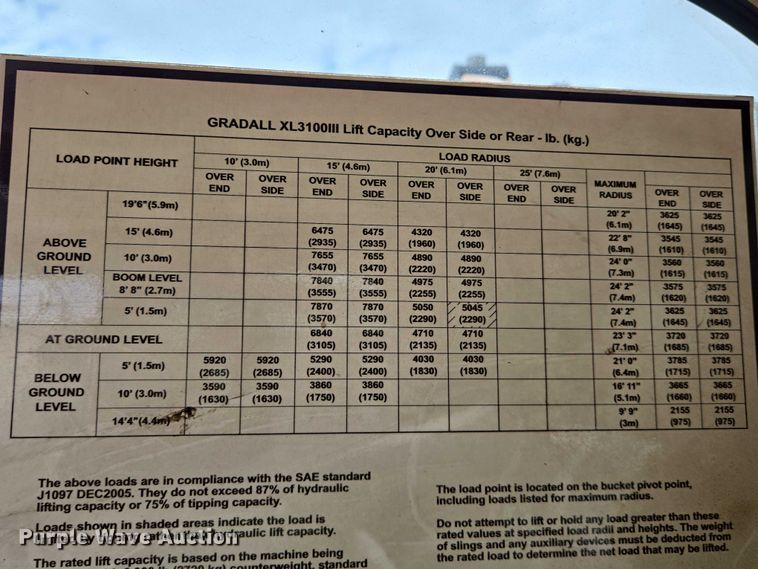 GRADALL XL3100III Lift Capacity Over Side or Rear - lb. (kg.)
LOAD POINT HEIGHT
LOAD RADIUS
10' (3.0m) 15' (4.6m) 20' (6.1m) 25' (7.6m) MAXIMUM RADIUS
OVER END OVER SIDE OVER END OVER SIDE OVER END OVER SIDE OVER END OVER SIDE OVER END OVER SIDE
ABOVE GROUND LEVEL
19'6"(5.9m) 20' 2" (6.1m) 3625 (1645) 3625 (1645)
15' (4.6m) 6475 (2935) 6475 (2935) 4320 (1960) 4320 (1960) 22' 8" (6.9m) 3545 (1610) 3545 (1610)
10' (3.0m) 7655 (3470) 7655 (3470) 4890 (2220) 4890 (2220) 24' 0" (7.3m) 3560 (1615) 3560 (1615)
BOOM LEVEL 8' 8" (2.7m) 7840 (3555) 7840 (3555) 4975 (2255) 4975 (2255) 24' 2" (7.4m) 3575 (1620) 3575 (1620)
5' (1.5m) 7870 (3570) 7870 (3570) 5050 (2290) 5045 (2290) 24' 2" (7.4m) 3625 (1645) 3625 (1645)
AT GROUND LEVEL 6840 (3105) 6840 (3105) 4710 (2135) 4710 (2135) 23' 3" (7.1m) 3720 (1685) 3720 (1685)
BELOW GROUND LEVEL
5' (1.5m) 5920 (2685) 5920 (2685) 5290 (2400) 5290 (2400) 4030 (1830) 4030 (1830) 21' 0" (6.4m) 3785 (1715) 3785 (1715)
10' (3.0m) 3590 (1630) 3590 (1630) 3860 (1750) 3860 (1750) 16' 11" (5.1m) 3665 (1660) 3665 (1660)
14'4"(4.4m) 9' 9" (3m) 2155 (975) 2155 (975)
The above loads are in compliance with the SAE standard
J1097 DEC2005. They do not exceed 87% of hydraulic
lifting capacity or 75% of tipping capacity.
Loads shown in shaded areas indicate the load is
hydraulic lift capacity.
The rated lift capacity is based on the machine being
counterweight, standard
The load point is located on the bucket pivot point,
including loads listed for maximum radius.
Do not attempt to lift or hold any load greater than these
rated values at specified load radii and heights. The weight
of slings and any auxiliary devices must be deducted from
the rated load to determine the net load that may be lifted.
Purple Wave Auction